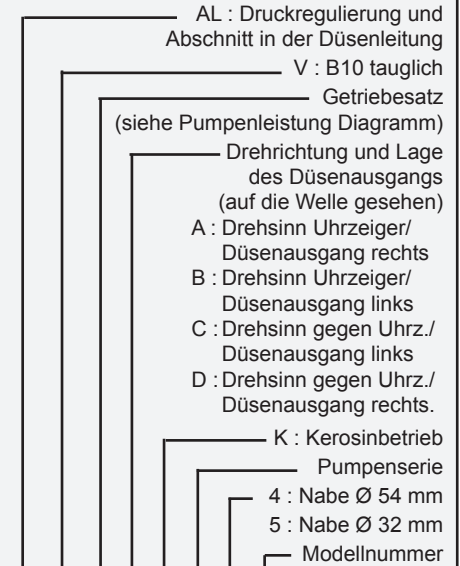 AL : Druckregulierung und
Abschnitt in der Düsenleitung
V : B10 tauglich
Getriebesatz
(siehe Pumpenleistung Diagramm)
Drehrichtung und Lage
des Düsenausgangs
(auf die Welle gesehen)
A : Drehsinn Uhrzeiger/
Düsenausgang rechts
B : Drehsinn Uhrzeiger/
Düsenausgang links
C : Drehsinn gegen Uhrz./
Düsenausgang links
D : Drehsinn gegen Uhrz./
Düsenausgang rechts.
K : Kerosinbetrieb
Pumpenserie
4 : Nabe Ø 54 mm
5 : Nabe Ø 32 mm
Modellnummer